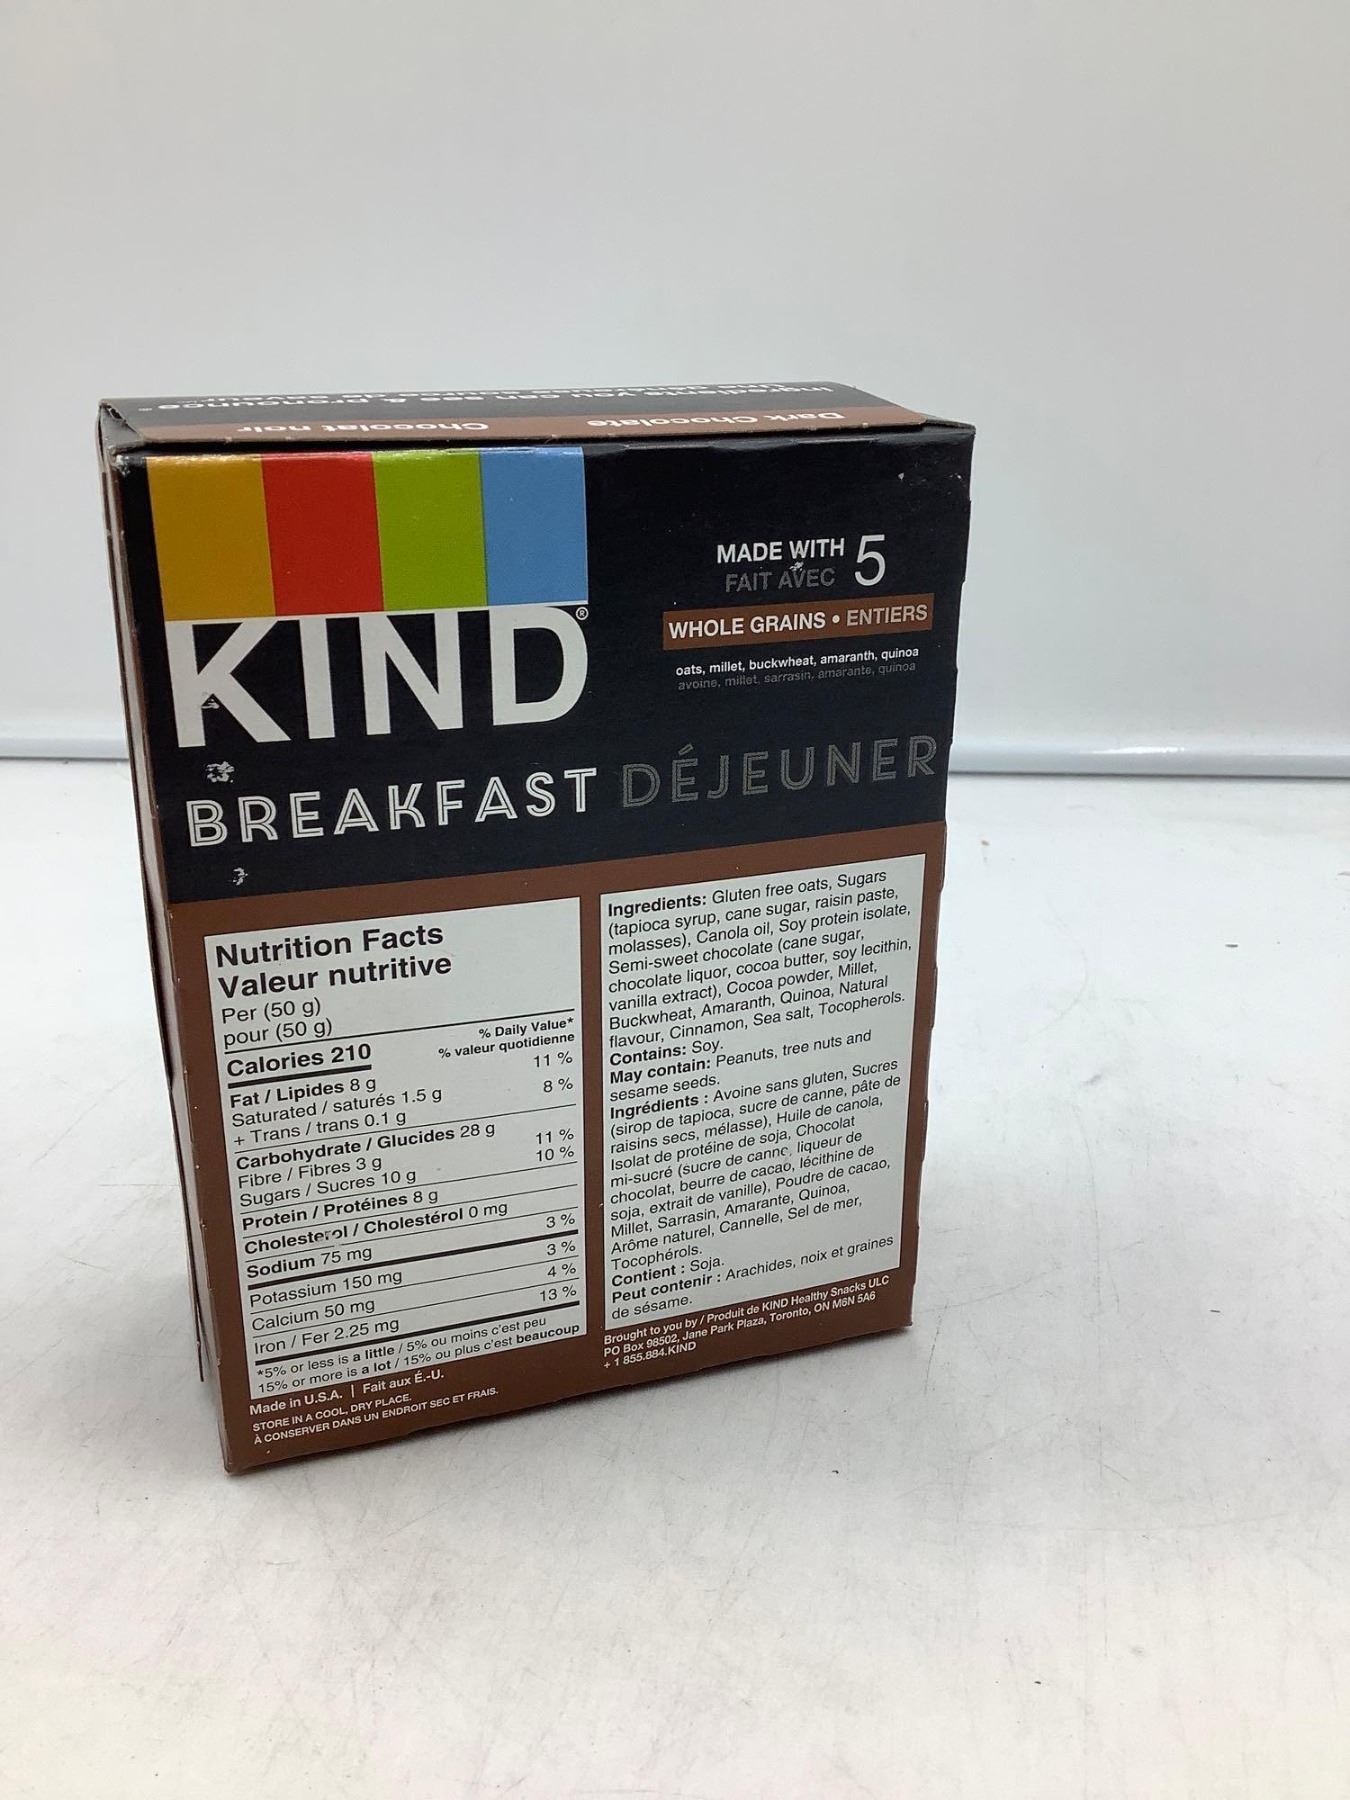 Dark Chocolate
Chocolat noir
KIND®
MADE WITH
FAIT AVEC
5
WHOLE GRAINS • ENTIERS
oats, millet, buckwheat, amaranth, quinoa
avoine, millet, sarrasin, amarante, quinoa
BREAKFAST DÉJEUNER
Nutrition Facts
Valeur nutritive
Per (50 g)
pour (50 g)
% Daily Value*
Calories 210 % valeur quotidienne
Fat / Lipides 8 g 11 %
Saturated / saturés 1.5 g 8 %
+ Trans / trans 0.1 g
Carbohydrate / Glucides 28 g
Fibre / Fibres 3 g 11 %
Sugars / Sucres 10 g 10 %
Protein / Protéines 8 g
Cholesterol / Cholestérol 0 mg
Sodium 75 mg 3 %
Potassium 150 mg 3 %
Calcium 50 mg 4 %
Iron / Fer 2.25 mg 13 %
*5% or less is a little / 5% ou moins c'est peu
15% or more is a lot / 15% ou plus c'est beaucoup
Made in U.S.A. | Fait aux É.-U.
STORE IN A COOL, DRY PLACE.
À CONSERVER DANS UN ENDROIT SEC ET FRAIS.
Ingredients: Gluten free oats, Sugars
(tapioca syrup, cane sugar, raisin paste,
molasses), Canola oil, Soy protein isolate,
Semi-sweet chocolate (cane sugar,
chocolate liquor, cocoa butter, soy lecithin,
vanilla extract), Cocoa powder, Millet,
Buckwheat, Amaranth, Quinoa, Natural
flavour, Cinnamon, Sea salt, Tocopherols.
Contains: Soy.
May contain: Peanuts, tree nuts and
sesame seeds.
Ingrédients : Avoine sans gluten, Sucres
(sirop de tapioca, sucre de canne, pâte de
raisins secs, mélasse), Huile de canola,
Isolat de protéine de soja, Chocolat
mi-sucré (sucre de canne, liqueur de
chocolat, beurre de cacao, lécithine de
soja, extrait de vanille), Poudre de cacao,
Millet, Sarrasin, Amarante, Quinoa,
Arôme naturel, Cannelle, Sel de mer,
Tocophérols.
Contient : Soja.
Peut contenir : Arachides, noix et graines
de sésame.
Brought to you by / Produit de KIND Healthy Snacks ULC
PO Box 98502, Jane Park Plaza, Toronto, ON M6N 5A6
+ 1 855.884.KIND